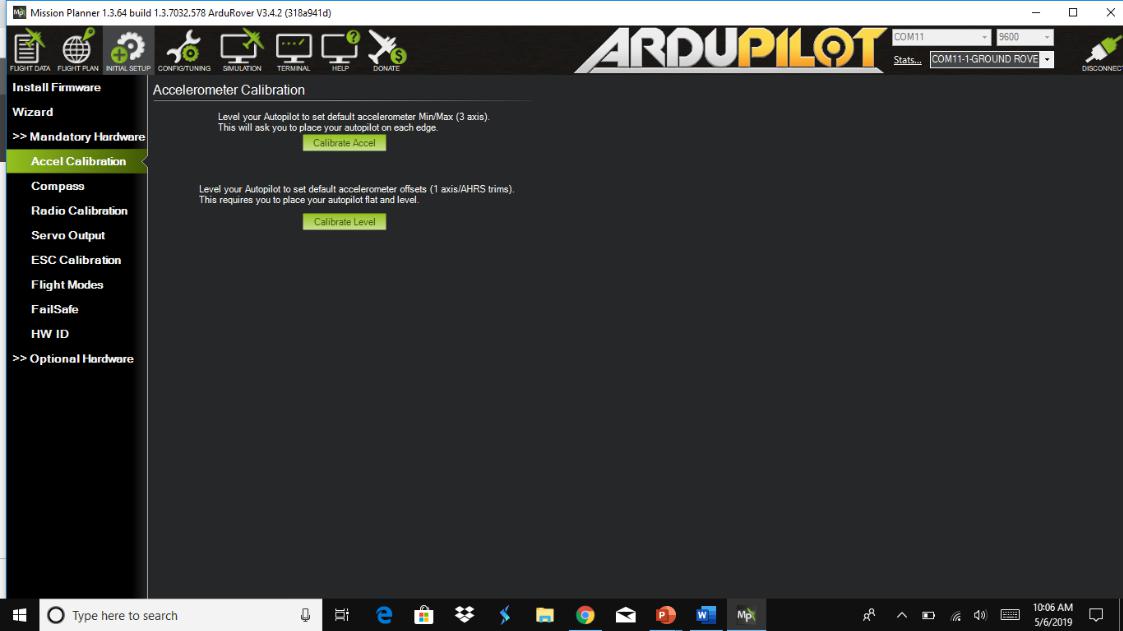 Mission Planner 1.3.64 build 1.3.7032.578 ArduRover V3.4.2 (318a941d)
FLIGHT DATA
FLIGHT PLAN
INITIAL SETUP
CONFIG/TUNING
SIMULATION
TERMINAL
HELP
DONATE
ARDUPILOT
COM11
9600
Stats...
COM11-1-GROUND ROVE
DISCONNEC
Install Firmware
Wizard
>> Mandatory Hardware
Accel Calibration
Compass
Radio Calibration
Servo Output
ESC Calibration
Flight Modes
FailSafe
HW ID
>> Optional Hardware
Accelerometer Calibration
Level your Autopilot to set default accelerometer Min/Max (3 axis).
This will ask you to place your autopilot on each edge.
Calibrate Accel
Level your Autopilot to set default accelerometer offsets (1 axis/AHRS trims).
This requires you to place your autopilot flat and level.
Calibrate Level
Type here to search
10:06 AM
5/6/2019